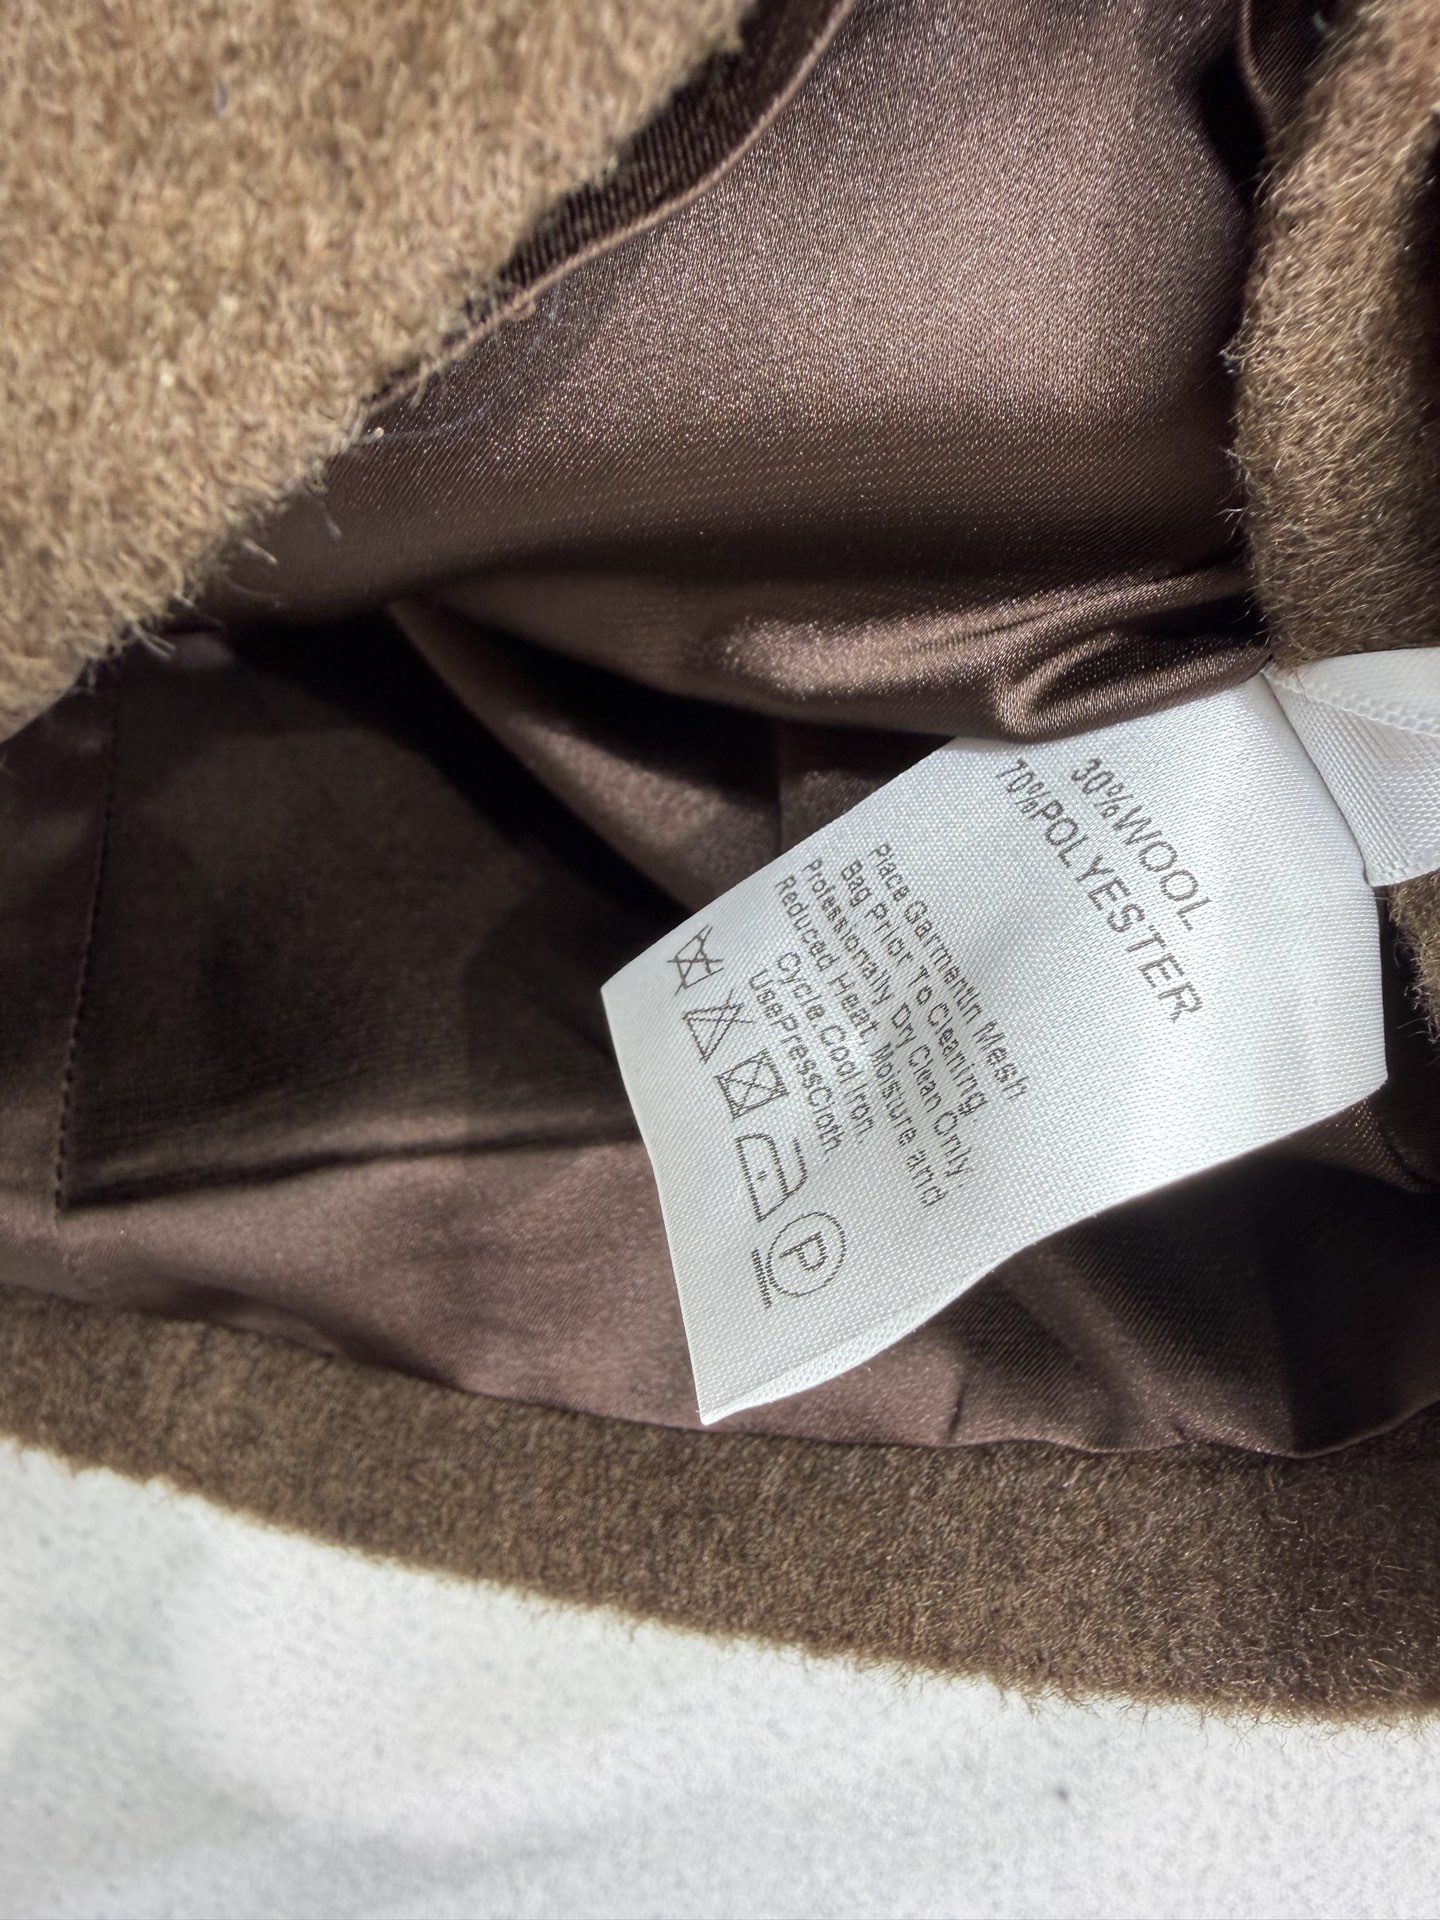 30%WOOL
70%POLYESTER
Place Garmentin Mesh
Bag Prior To Cleaning
Professionally Dry Clean Only,
Reduced Heat, Moisture and
Cycle.Cool Iron.
UsePressCloth
P